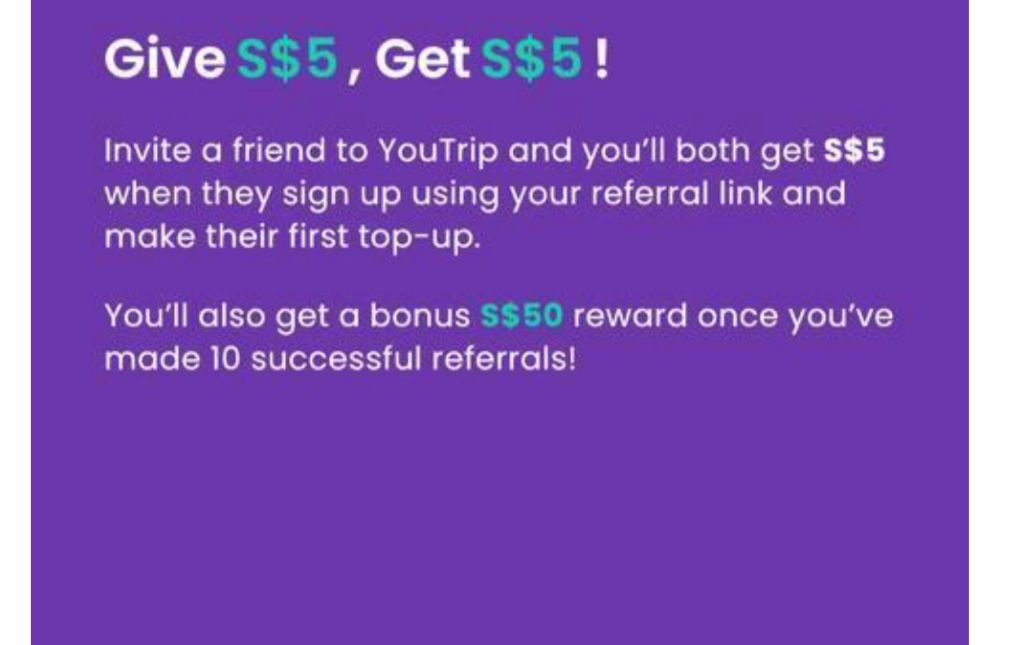 Give S$5, Get S$5!
Invite a friend to YouTrip and you’ll both get S$5
when they sign up using your referral link and
make their first top-up.
You’ll also get a bonus S$50 reward once you’ve
made 10 successful referrals!